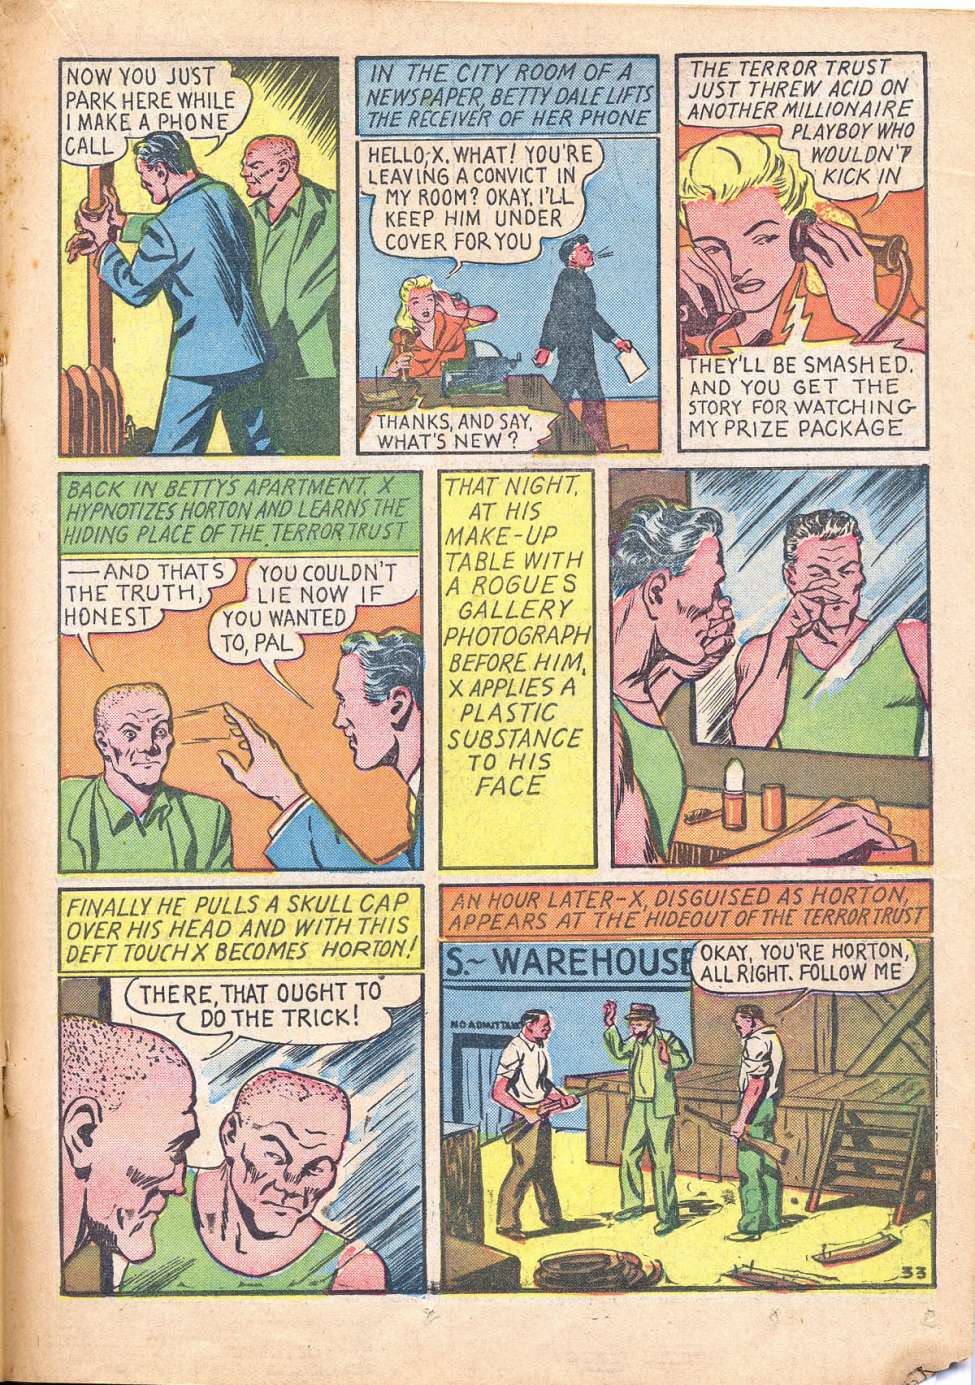 NOW YOU JUST
PARK HERE WHILE
I MAKE A PHONE
CALL
IN THE CITY ROOM OF A
NEWSPAPER, BETTY DALE LIFTS
THE RECEIVER OF HER PHONE
HELLO, X. WHAT! YOU'RE
LEAVING A CONVICT IN
MY ROOM? OKAY, I'LL
KEEP HIM UNDER
COVER FOR YOU
THANKS, AND SAY,
WHAT'S NEW?
THE TERROR TRUST
JUST THREW ACID ON
ANOTHER MILLIONAIRE
PLAYBOY WHO
WOULDN'T
KICK IN
THEY'LL BE SMASHED.
AND YOU GET THE
STORY FOR WATCHING
MY PRIZE PACKAGE
BACK IN BETTYS APARTMENT, X
HYPNOTIZES HORTON AND LEARNS THE
HIDING PLACE OF THE TERROR TRUST
—AND THATS
THE TRUTH,
HONEST
YOU COULDN'T
LIE NOW IF
YOU WANTED
TO, PAL
THAT NIGHT,
AT HIS
MAKE-UP
TABLE WITH
A ROGUES
GALLERY
PHOTOGRAPH
BEFORE HIM,
X APPLIES A
PLASTIC
SUBSTANCE
TO HIS
FACE
FINALLY HE PULLS A SKULL CAP
OVER HIS HEAD AND WITH THIS
DEFT TOUCH X BECOMES HORTON!
THERE, THAT OUGHT TO
DO THE TRICK!
AN HOUR LATER-X, DISGUISED AS HORTON,
APPEARS AT THE HIDEOUT OF THE TERROR TRUST
S.~ WAREHOUSE
OKAY, YOU'RE HORTON,
ALL RIGHT. FOLLOW ME
NO ADMITTAN
33